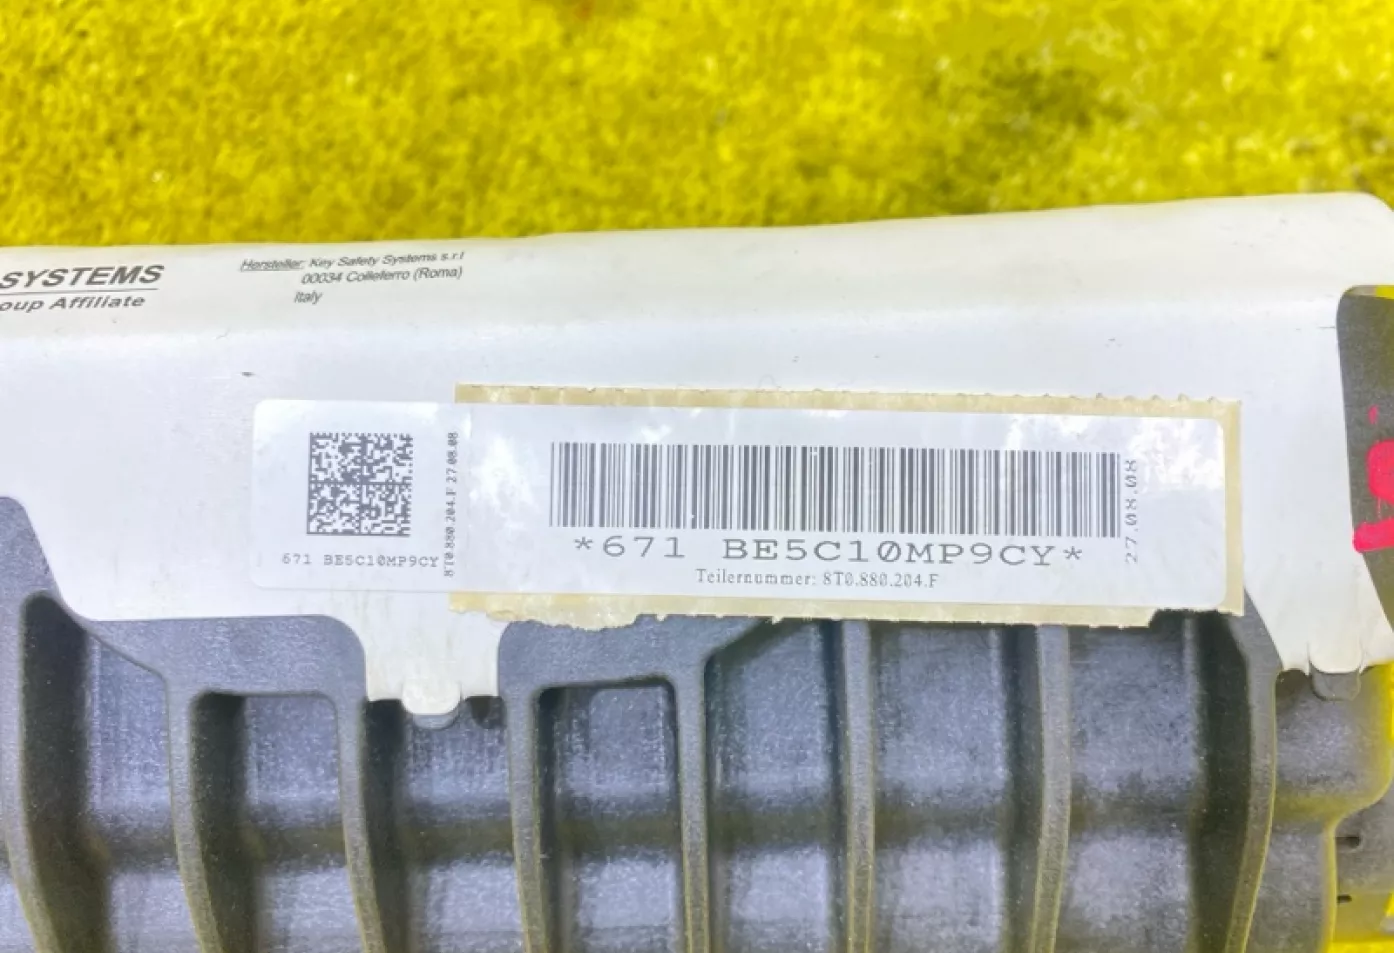 SYSTEMS
oup Affiliate
Hersteller: Key Safety Systems s.r.l
00034 Colleferro (Roma)
Italy
671 BE5C10MP9CY
8T0.880.204.F 27.08.08
*671 BE5C10MP9CY*
Teilernummer: 8T0.880.204.F
27.08.08